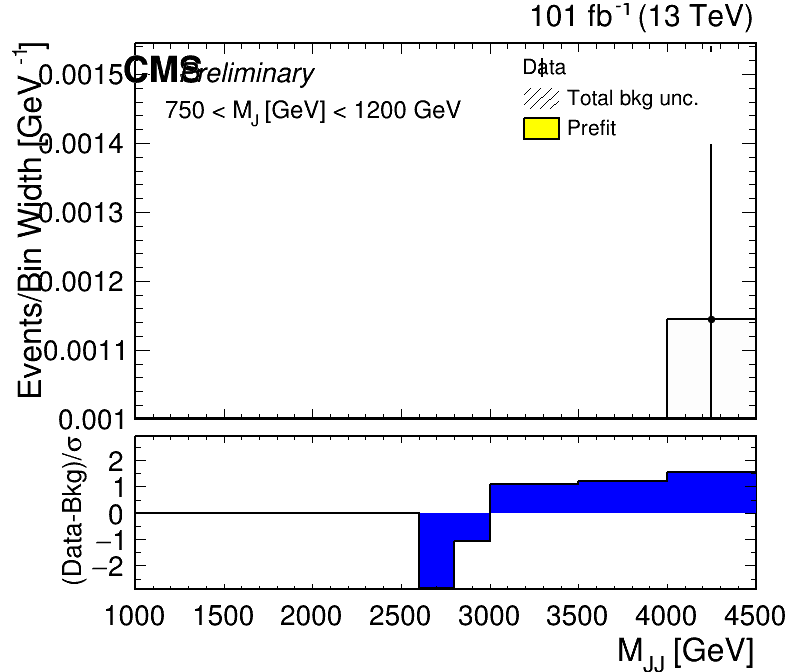 101 fb⁻¹ (13 TeV)
CMS Preliminary
750 < M_J [GeV] < 1200 GeV
Data
Total bkg unc.
Prefit
Events/Bin Width [GeV⁻¹]
0.0015
0.0014
0.0013
0.0012
0.0011
0.001
(Data-Bkg)/σ
2
1
0
−1
−2
1000 1500 2000 2500 3000 3500 4000 4500
M_JJ [GeV]